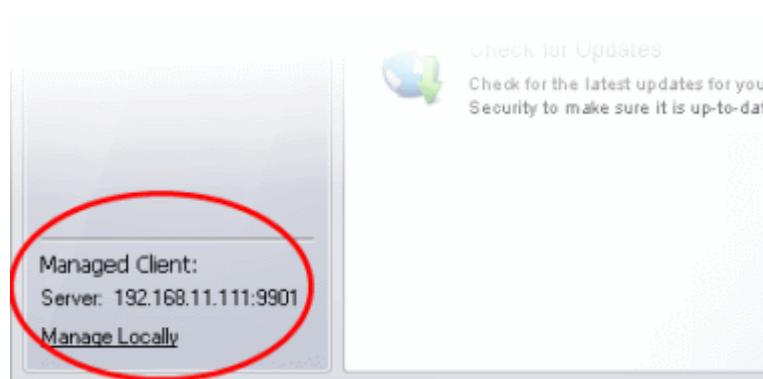 Check for Updates
Check for the latest updates for you
Security to make sure it is up-to-dat
Managed Client:
Server: 192.168.11.111:9901
Manage Locally